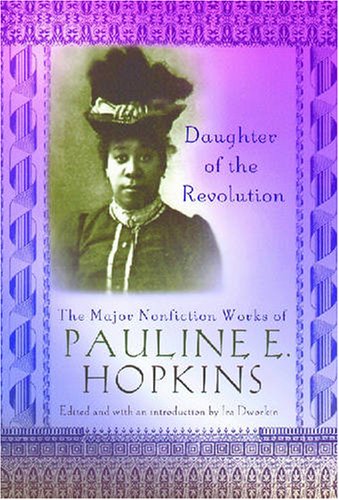 Daughter
of the
Revolution
The Major Nonfiction Works of
PAULINE E.
HOPKINS
Edited and with an introduction by Ira Dworkin